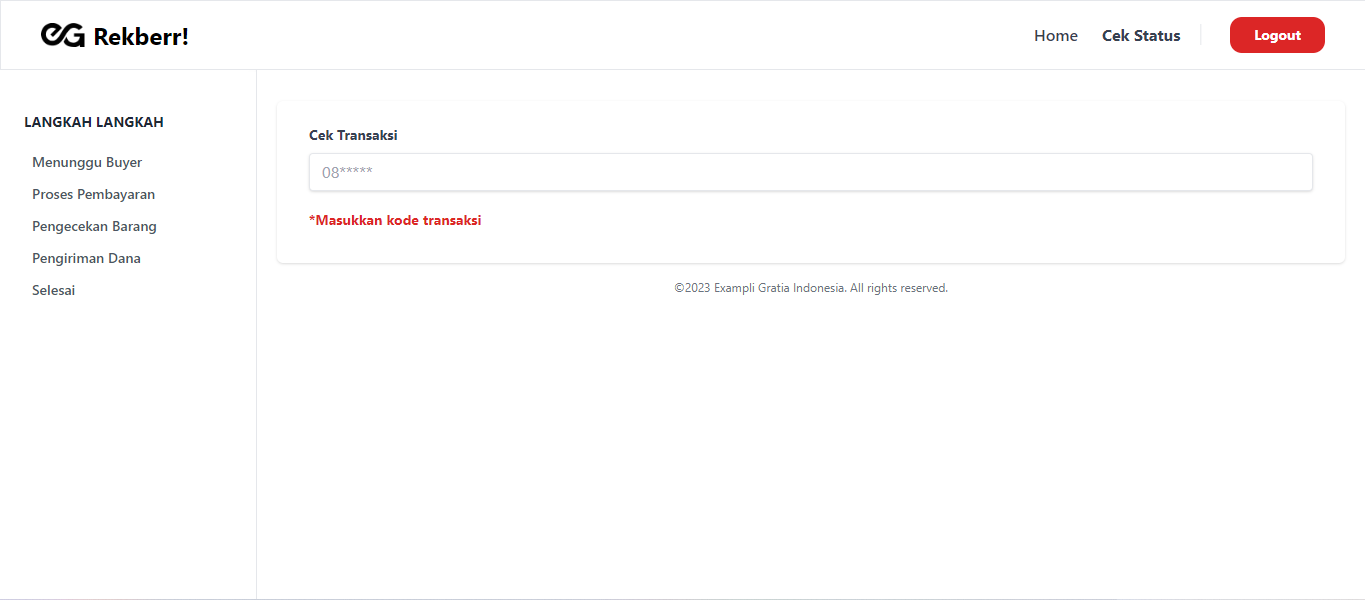 eG Rekberr!
Home
Cek Status
Logout
LANGKAH LANGKAH
Menunggu Buyer
Proses Pembayaran
Pengecekan Barang
Pengiriman Dana
Selesai
Cek Transaksi
08*****
*Masukkan kode transaksi
©2023 Exampli Gratia Indonesia. All rights reserved.